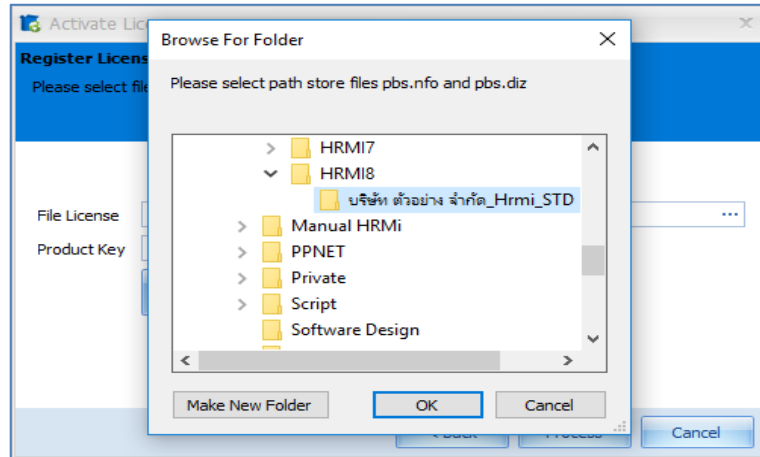 Activate Lic
Browse For Folder
Register Licens
Please select file
Please select path store files pbs.nfo and pbs.diz
HRMI7
HRMI8
บริษัท ตัวอย่าง จำกัด_Hrmi_STD
File License
...
Manual HRMi
Product Key
PPNET
Private
Script
Software Design
Make New Folder
OK
Cancel
< Back
Process
Cancel